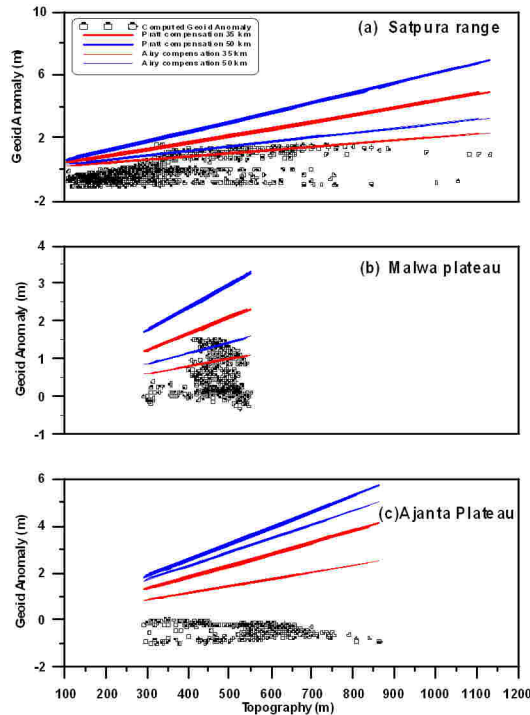 10
6
2
-2
Geoid Anomaly (m)
Computed Geoid Anomaly
Pratt compensation 35 km
Pratt compensation 50 km
Airy compensation 35 km
Airy compensation 50 km
(a) Satpura range
4
3
2
1
0
-1
Geoid Anomaly (m)
(b) Malwa plateau
6
4
2
0
-2
Geoid Anomaly (m)
(c)Ajanta Plateau
100 200 300 400 500 600 700 800 900 1000 1100 1200
Topography (m)